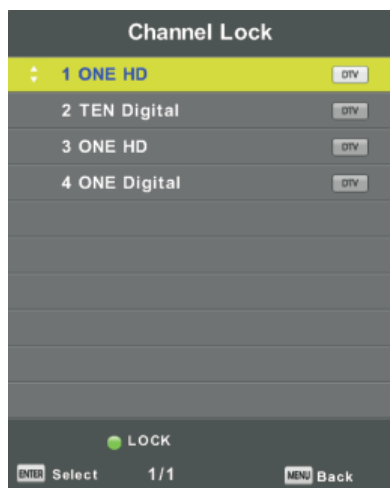 Channel Lock
1 ONE HD DTV
2 TEN Digital DTV
3 ONE HD DTV
4 ONE Digital DTV
LOCK
ENTER Select 1/1 MENU Back